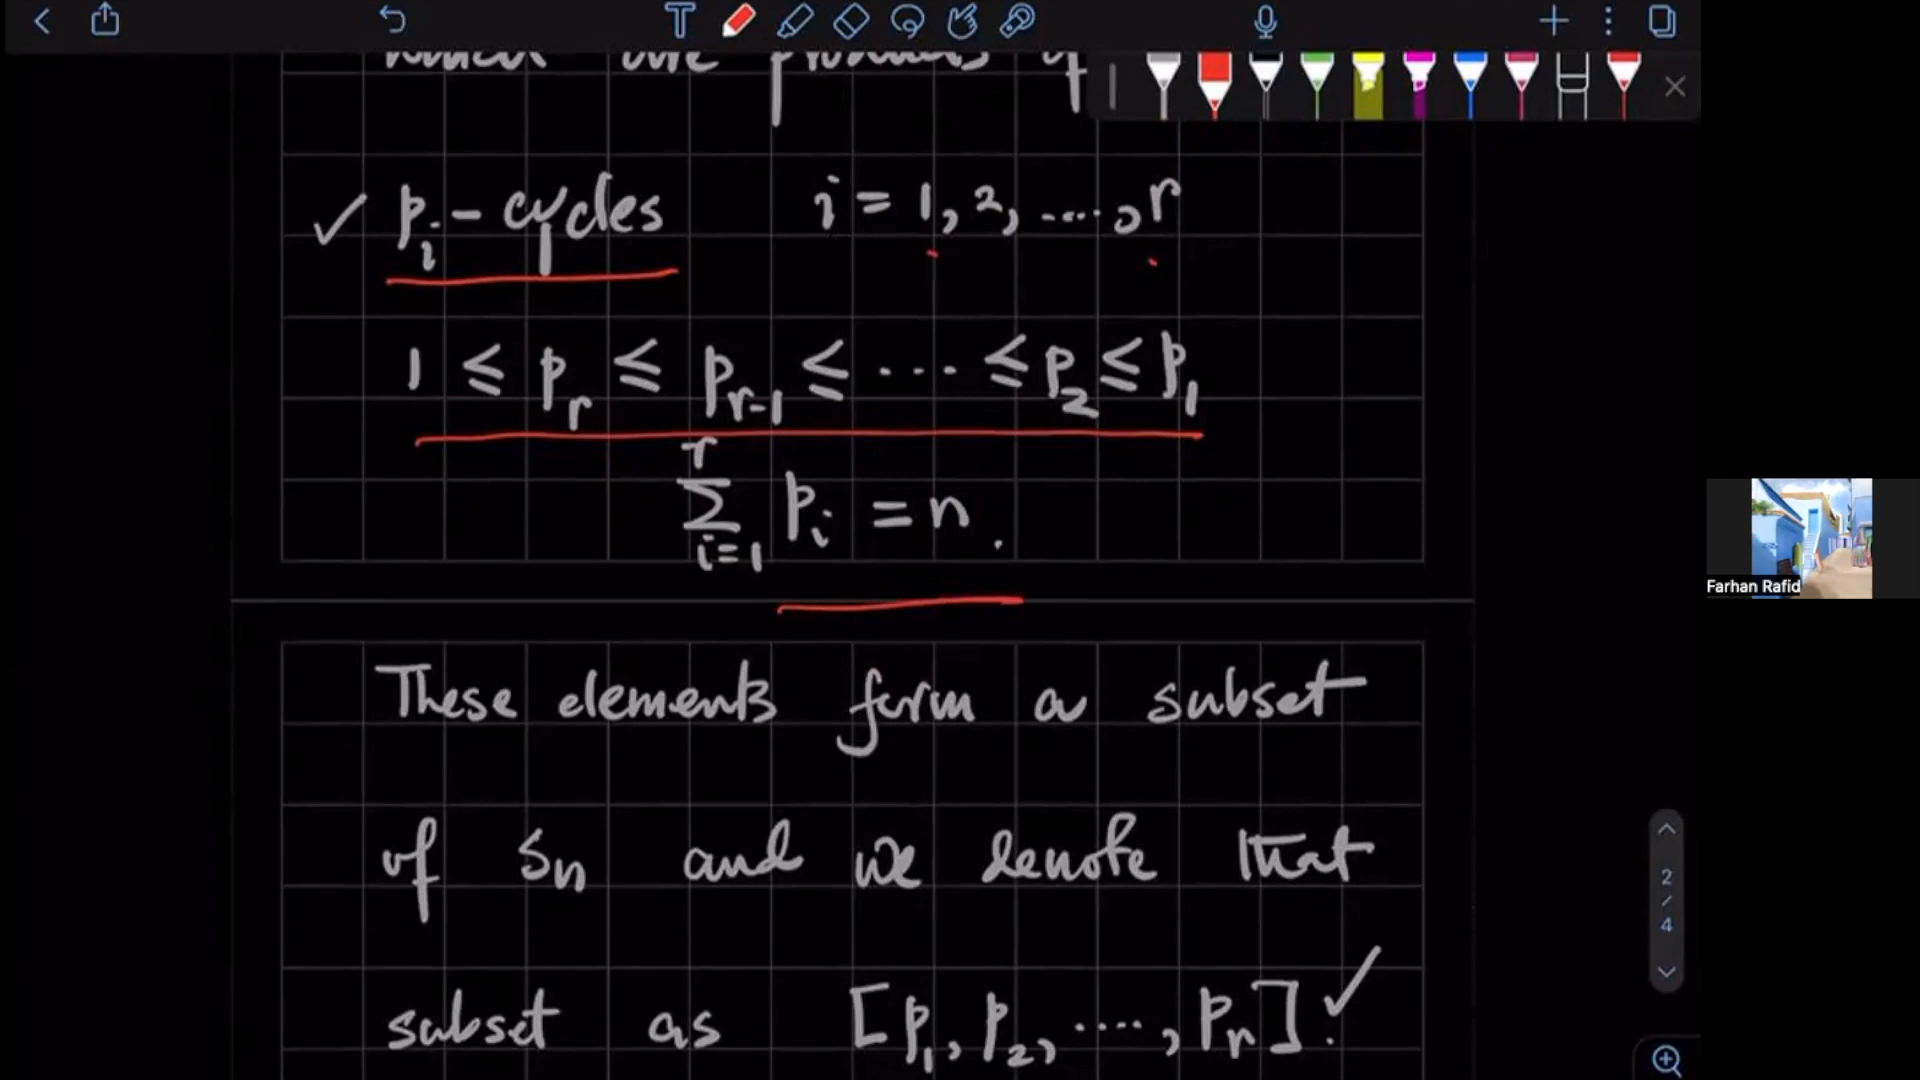 ✓ pᵢ - cycles i = 1, 2, ...., r
1 ≤ pᵣ ≤ pᵣ₋₁ ≤ ... ≤ p₂ ≤ p₁
r
∑ pᵢ = n.
i=1
Farhan Rafid
These elements form a subset
of Sn and we denote that
2
/
4
subset as [p₁, p₂, ...., pᵣ]. ✓